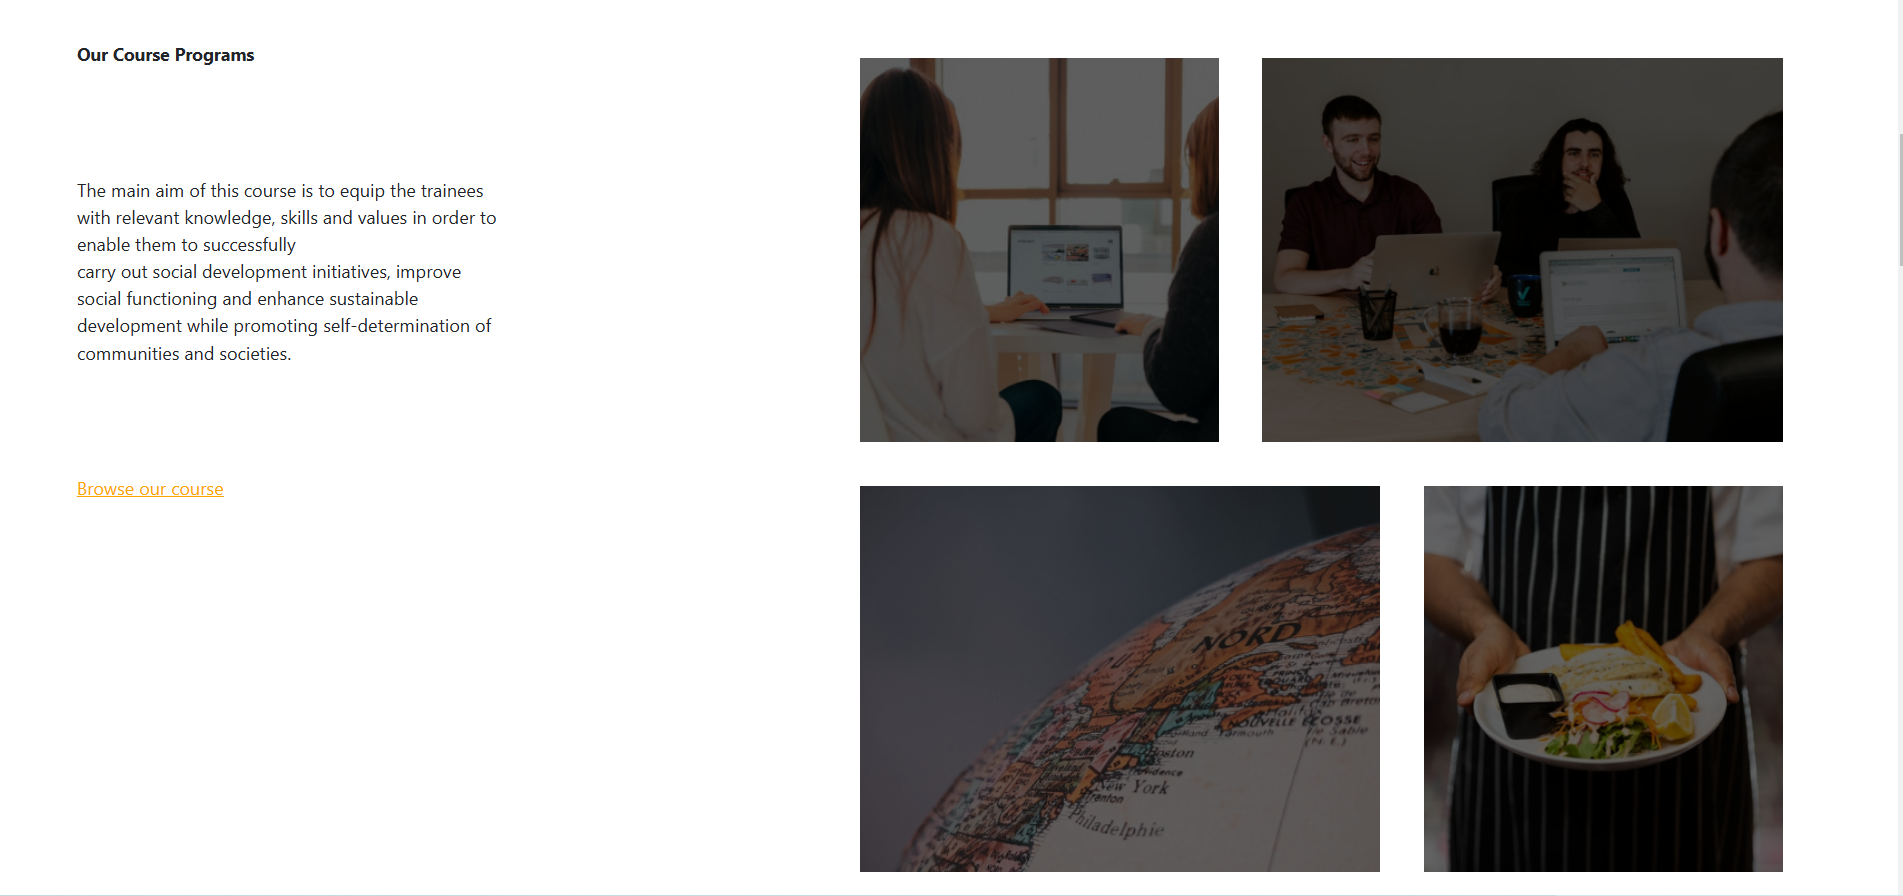 Our Course Programs
The main aim of this course is to equip the trainees
with relevant knowledge, skills and values in order to
enable them to successfully
carry out social development initiatives, improve
social functioning and enhance sustainable
development while promoting self-determination of
communities and societies.
Browse our course
NORD
NOUVELLE ECOSSE
Ile Sable
(N. E.)
Boston
New York
Trenton
Philadelphie